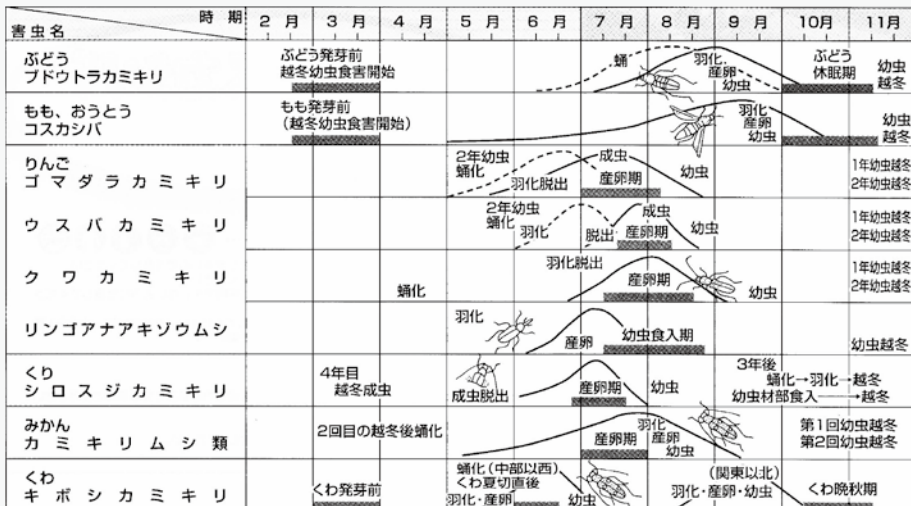 時期
害虫名
2月 3月 4月 5月 6月 7月 8月 9月 10月 11月
ぶどう
ブドウトラカミキリ
ぶどう発芽前
越冬幼虫食害開始
蛹
羽化
産卵
幼虫
ぶどう
休眠期
幼虫
越冬
もも、おうとう
コスカシバ
もも発芽前
(越冬幼虫食害開始)
羽化
産卵
幼虫
幼虫
越冬
りんご
ゴマダラカミキリ
2年幼虫
蛹化
羽化脱出
成虫
産卵期
幼虫
1年幼虫越冬
2年幼虫越冬
ウスバカミキリ
2年幼虫
蛹化
羽化
脱出
成虫
産卵期
幼虫
1年幼虫越冬
2年幼虫越冬
クワカミキリ
蛹化
羽化脱出
産卵期
幼虫
1年幼虫越冬
2年幼虫越冬
リンゴアナアキゾウムシ
羽化
産卵
幼虫食入期
幼虫越冬
くり
シロスジカミキリ
4年目
越冬成虫
成虫脱出
産卵期
幼虫
3年後
蛹化→羽化→越冬
幼虫材部食入→越冬
みかん
カミキリムシ類
2回目の越冬後蛹化
産卵期
羽化
産卵
幼虫
第1回幼虫越冬
第2回幼虫越冬
くわ
キボシカミキリ
くわ発芽前
蛹化(中部以西)
くわ夏切直後
羽化・産卵
幼虫
(関東以北)
羽化・産卵・幼虫
くわ晩秋期